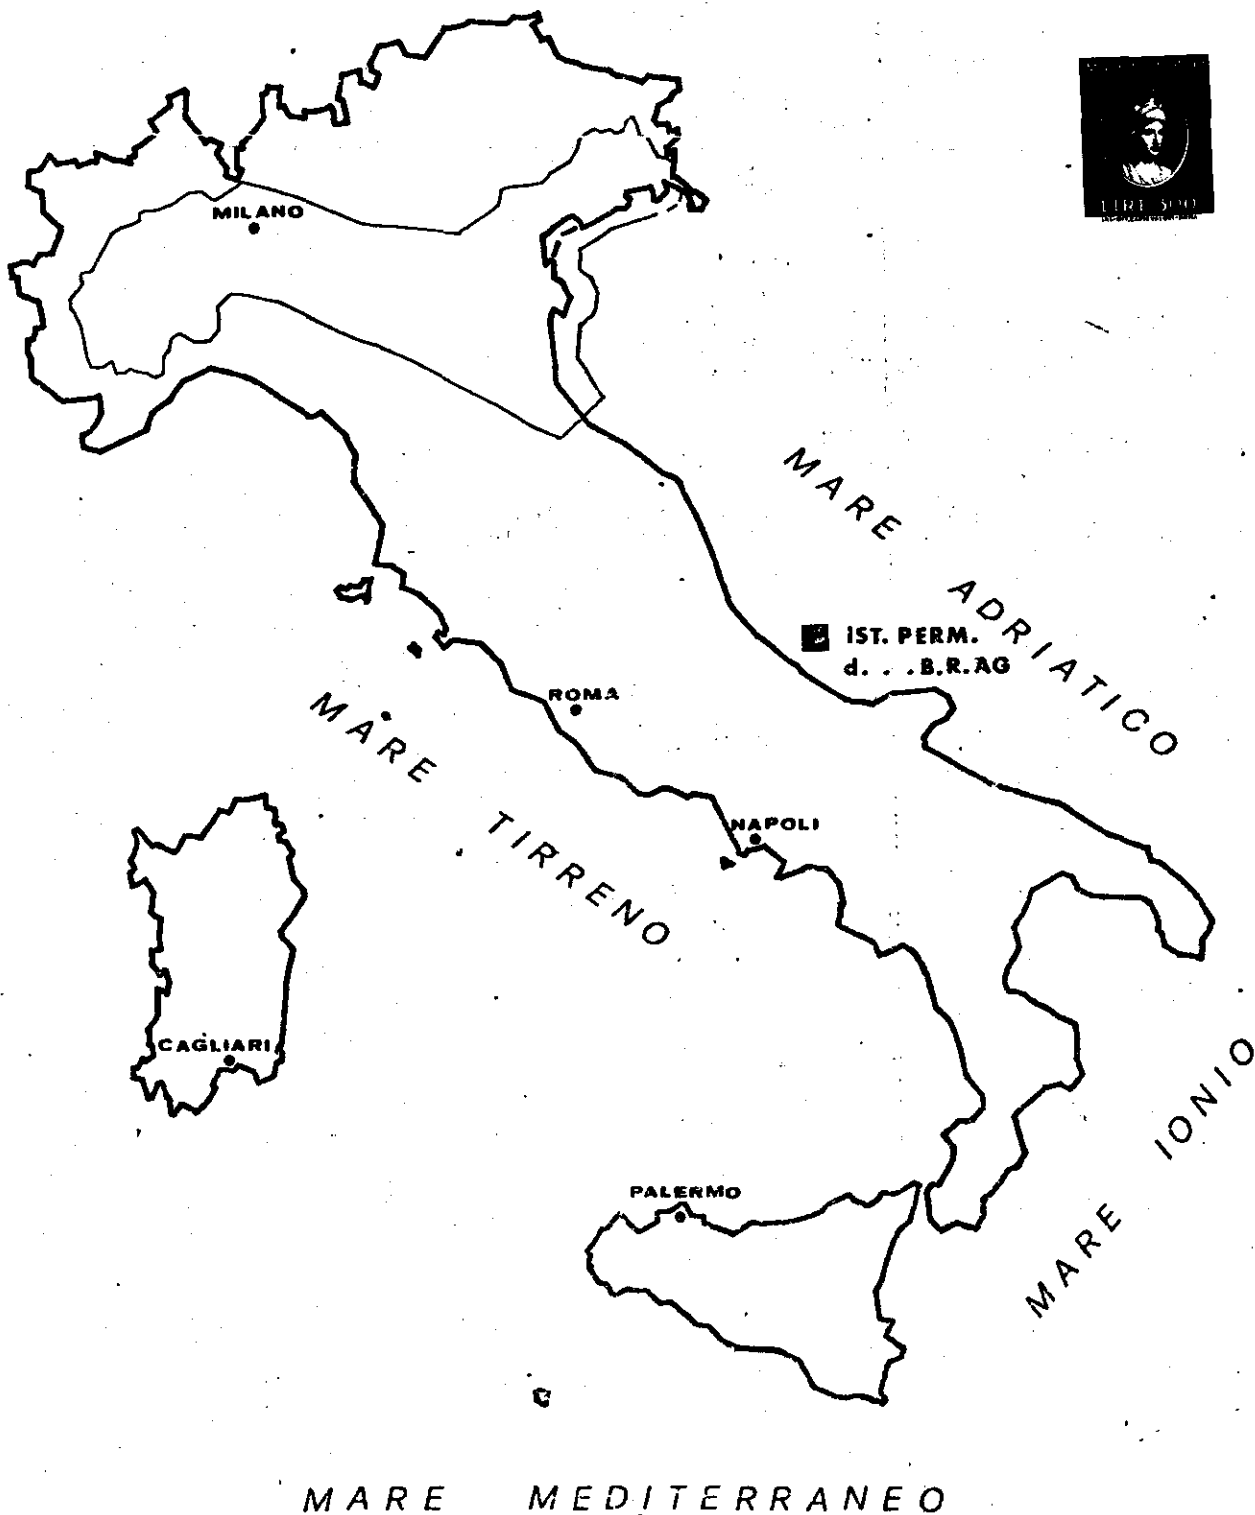 LIRE 500
MILANO
MARE ADRIATICO
IST. PERM.
d. . .B.R.AG
ROMA
MARE TIRRENO
NAPOLI
CAGLIARI
MARE IONIO
PALERMO
MARE MEDITERRANEO